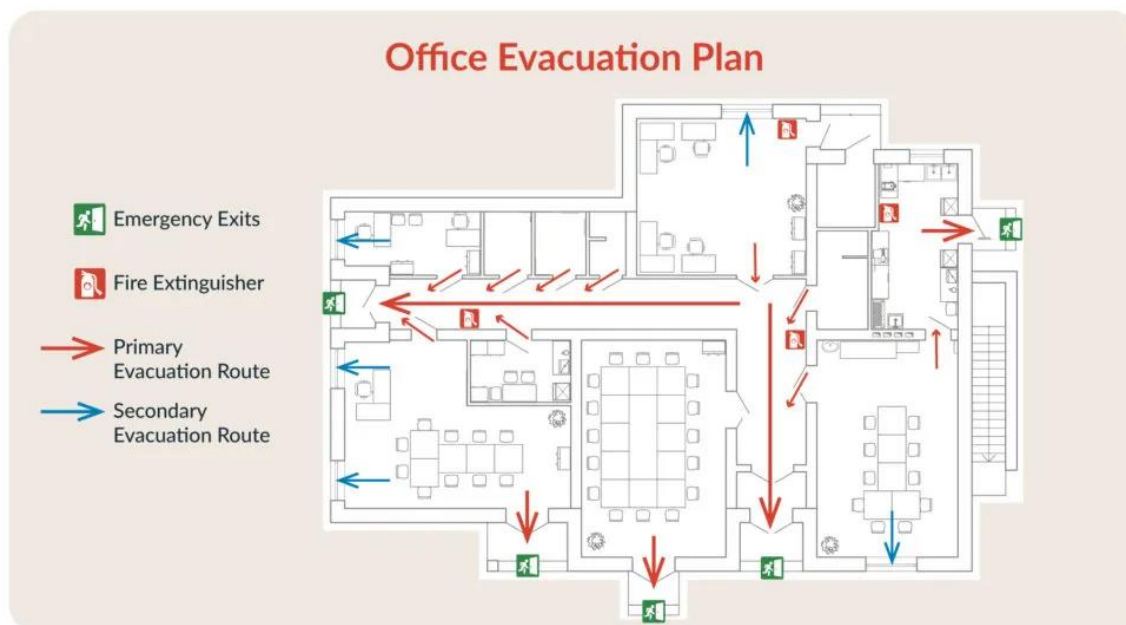 Office Evacuation Plan
Emergency Exits
Fire Extinguisher
Primary
Evacuation Route
Secondary
Evacuation Route